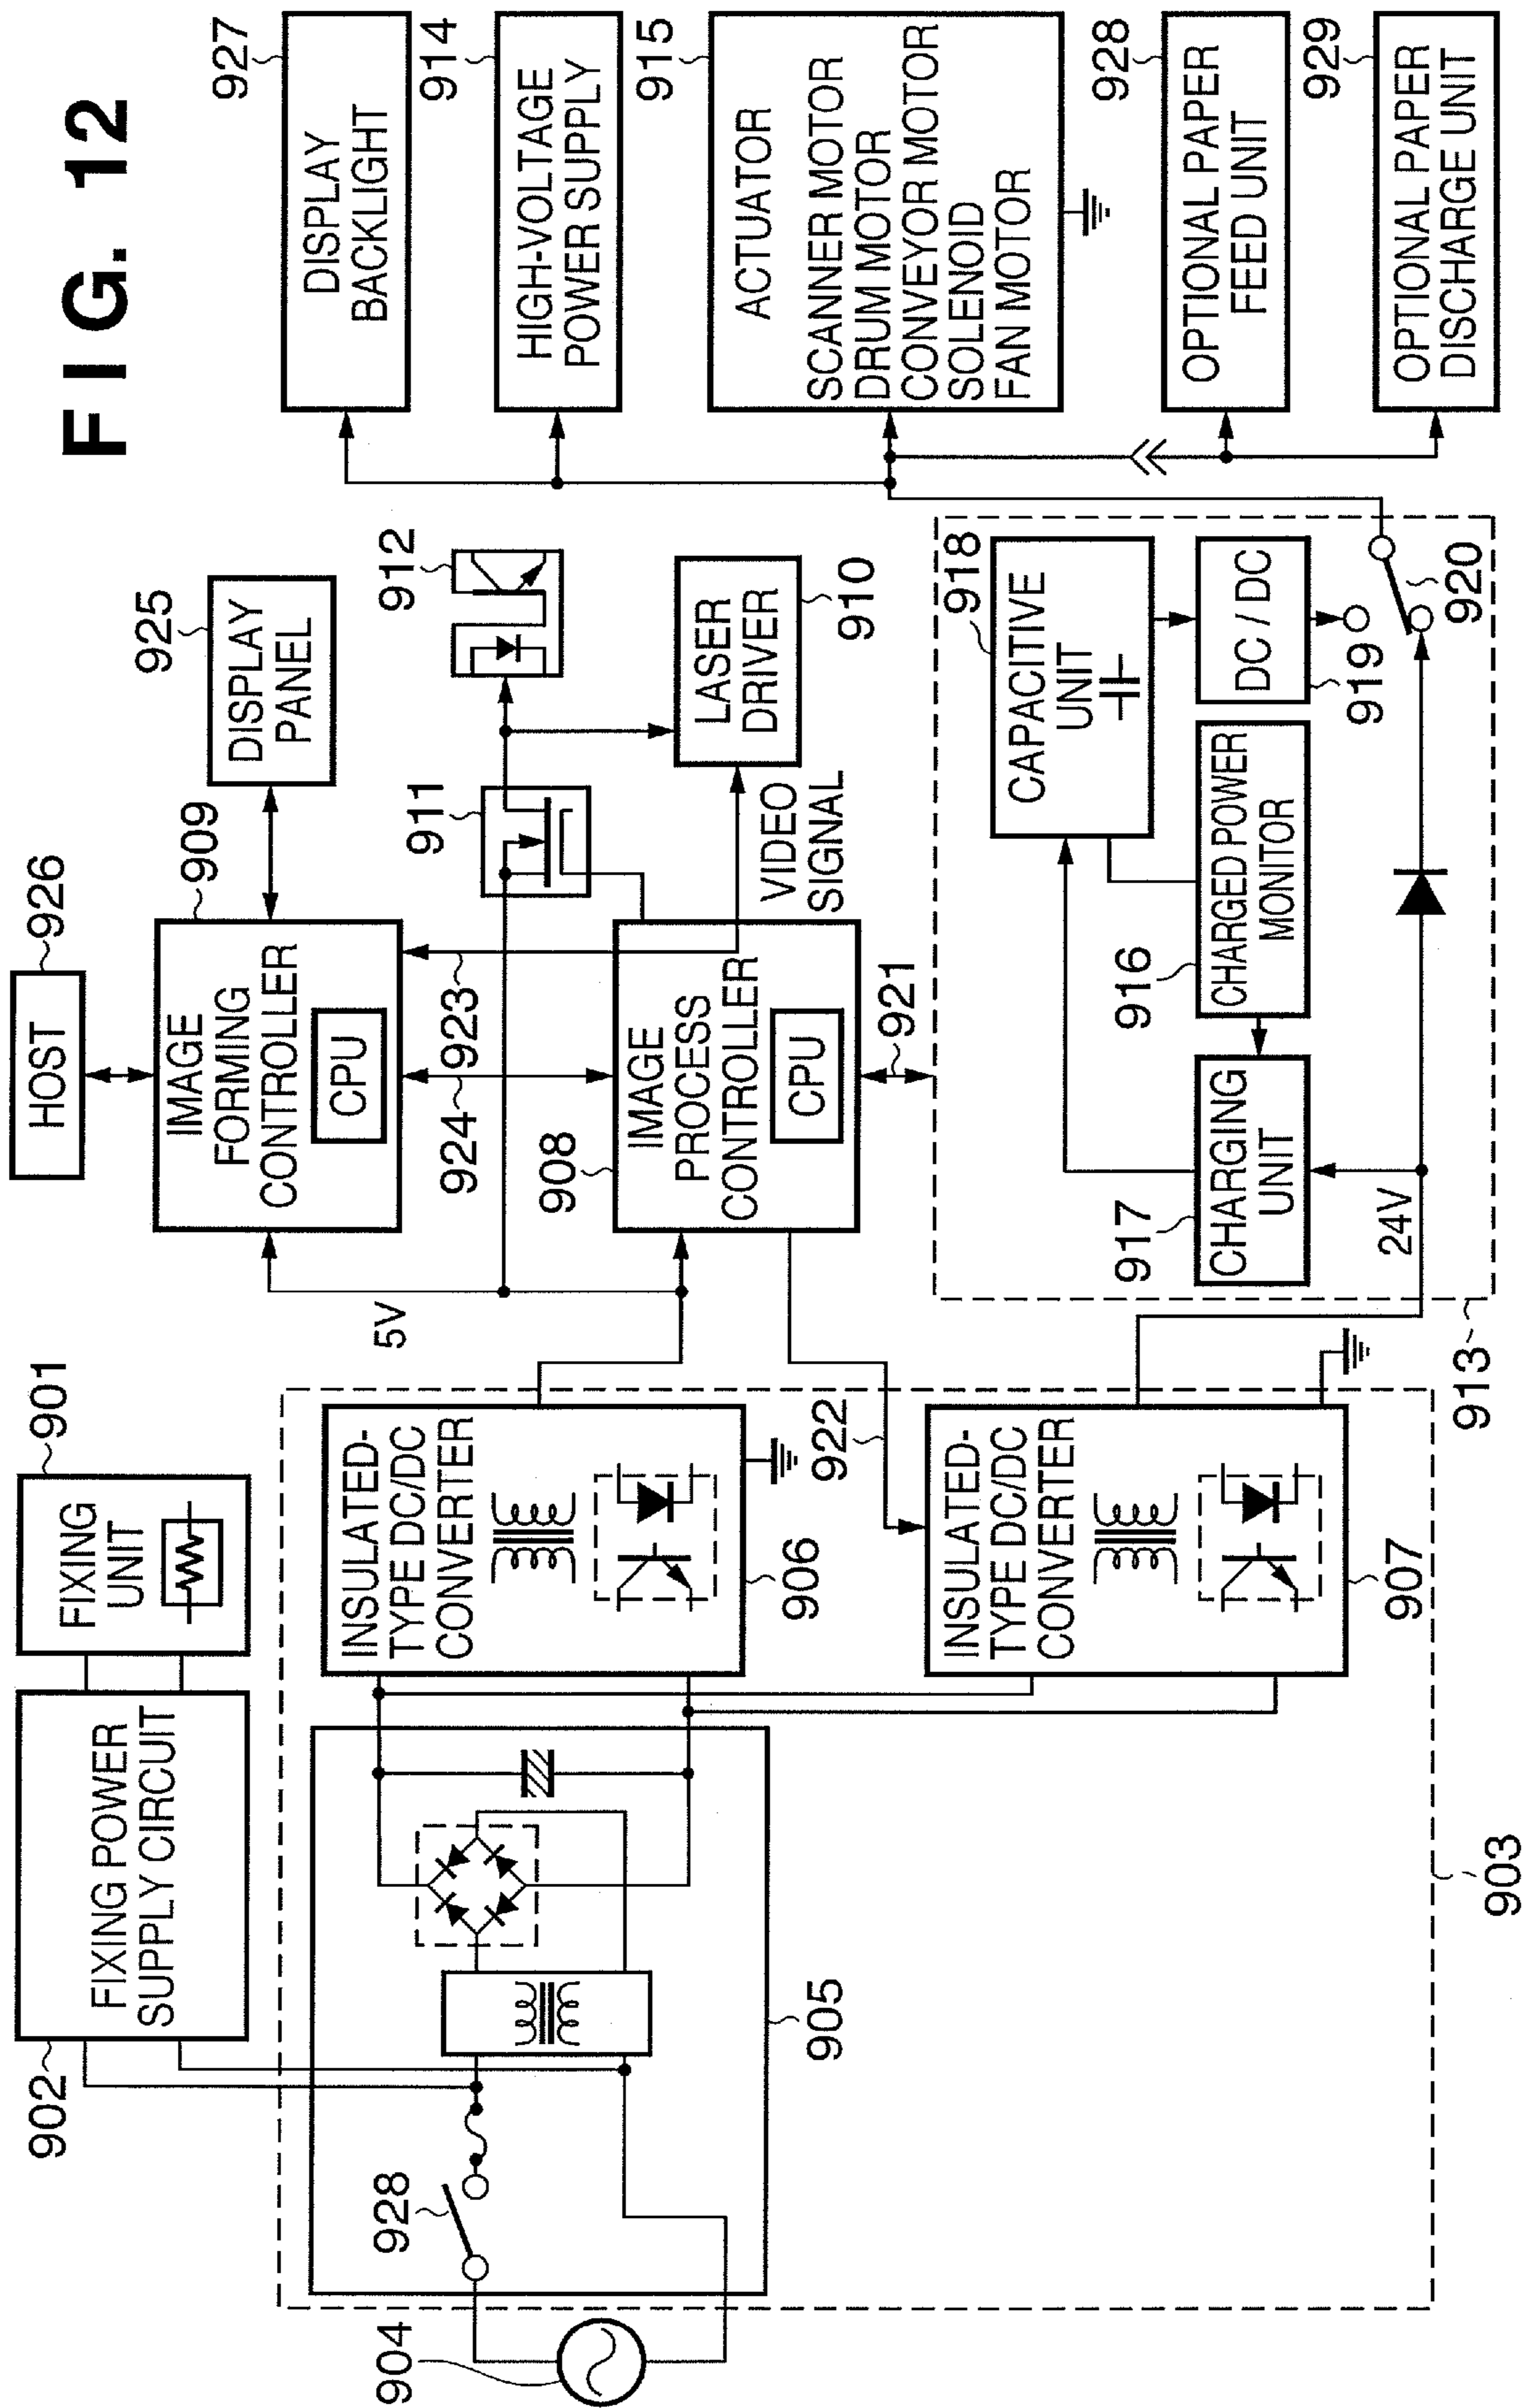 FIG. 12
901
FIXING
UNIT
FIXING POWER
SUPPLY CIRCUIT
902
904
928
905
903
INSULATED-
TYPE DC/DC
CONVERTER
906
INSULATED-
TYPE DC/DC
CONVERTER
907
922
5V
HOST
926
IMAGE
FORMING
CONTROLLER
CPU
909
DISPLAY
PANEL
925
924
923
908
IMAGE
PROCESS
CONTROLLER
CPU
921
911
912
LASER
DRIVER
910
VIDEO
SIGNAL
913
24V
917
CHARGING
UNIT
916
CHARGED POWER
MONITOR
918
CAPACITIVE
UNIT
DC / DC
919
920
927
DISPLAY
BACKLIGHT
914
HIGH-VOLTAGE
POWER SUPPLY
915
ACTUATOR
SCANNER MOTOR
DRUM MOTOR
CONVEYOR MOTOR
SOLENOID
FAN MOTOR
928
OPTIONAL PAPER
FEED UNIT
929
OPTIONAL PAPER
DISCHARGE UNIT